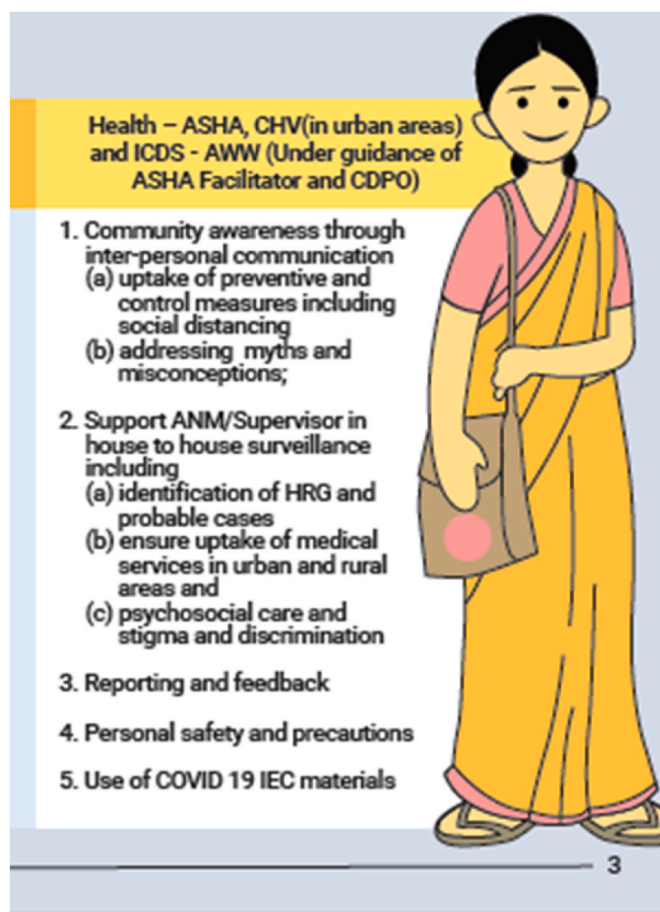 Health – ASHA, CHV(in urban areas)
and ICDS - AWW (Under guidance of
ASHA Facilitator and CDPO)
1. Community awareness through
inter-personal communication
(a) uptake of preventive and
control measures including
social distancing
(b) addressing myths and
misconceptions;
2. Support ANM/Supervisor in
house to house surveillance
including
(a) identification of HRG and
probable cases
(b) ensure uptake of medical
services in urban and rural
areas and
(c) psychosocial care and
stigma and discrimination
3. Reporting and feedback
4. Personal safety and precautions
5. Use of COVID 19 IEC materials
3